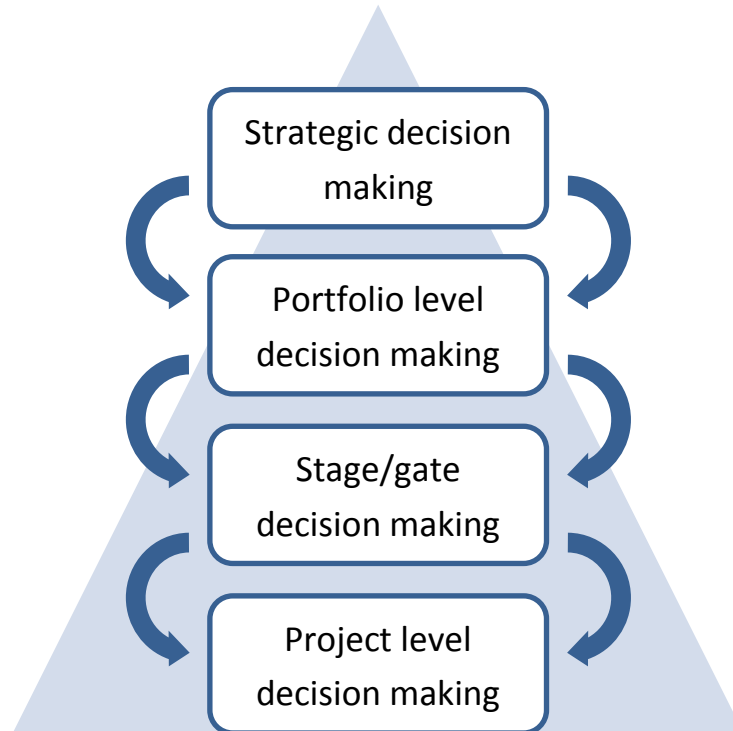 Strategic decision
making
Portfolio level
decision making
Stage/gate
decision making
Project level
decision making